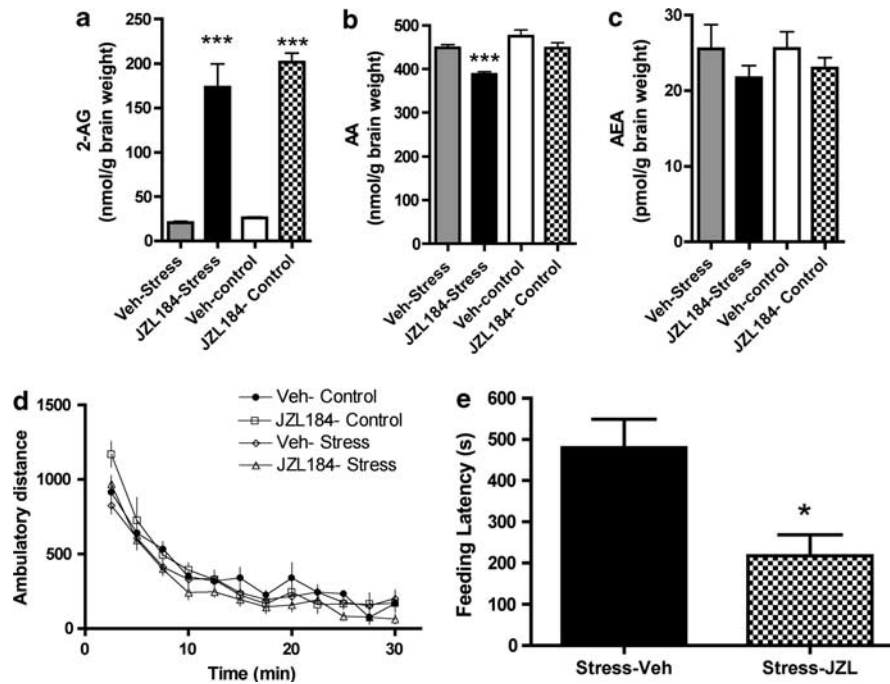 a
2-AG
(nmol/g brain weight)
250
200
150
100
50
0
***
***
Veh-Stress
JZL184-Stress
Veh-control
JZL184- Control
b
AA
(nmol/g brain weight)
500
400
300
200
100
0
***
Veh-Stress
JZL184-Stress
Veh-control
JZL184- Control
c
AEA
(pmol/g brain weight)
30
20
10
0
Veh-Stress
JZL184-Stress
Veh-control
JZL184- Control
d
Ambulatory distance
1500
1000
500
0
Veh- Control
JZL184- Control
Veh- Stress
JZL184- Stress
0 10 20 30
Time (min)
e
Feeding Latency (s)
600
500
400
300
200
100
0
*
Stress-Veh
Stress-JZL